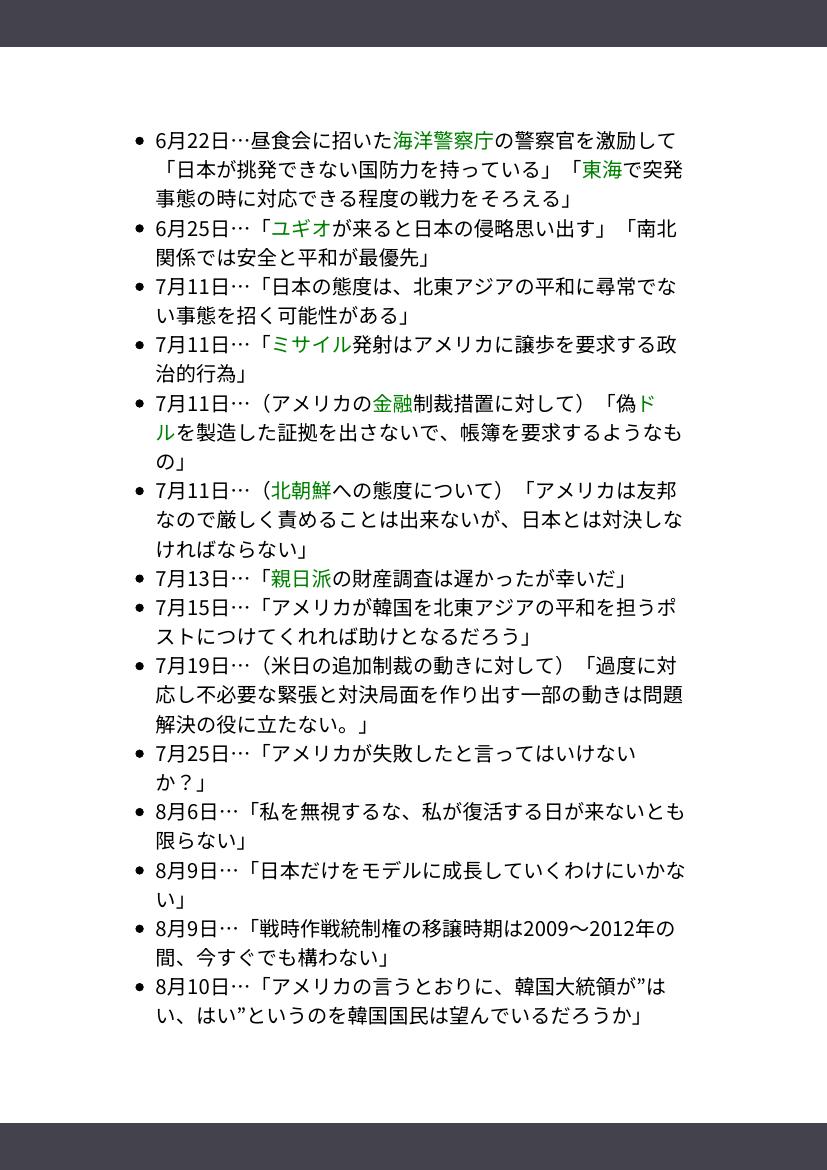 • 6月22日…昼食会に招いた海洋警察庁の警察官を激励して
「日本が挑発できない国防力を持っている」「東海で突発
事態の時に対応できる程度の戦力をそろえる」
• 6月25日…「ユギオが来ると日本の侵略思い出す」「南北
関係では安全と平和が最優先」
• 7月11日…「日本の態度は、北東アジアの平和に尋常でな
い事態を招く可能性がある」
• 7月11日…「ミサイル発射はアメリカに譲歩を要求する政
治的行為」
• 7月11日…（アメリカの金融制裁措置に対して）「偽ド
ルを製造した証拠を出さないで、帳簿を要求するようなも
の」
• 7月11日…（北朝鮮への態度について）「アメリカは友邦
なので厳しく責めることは出来ないが、日本とは対決しな
ければならない」
• 7月13日…「親日派の財産調査は遅かったが幸いだ」
• 7月15日…「アメリカが韓国を北東アジアの平和を担うポ
ストにつけてくれれば助けとなるだろう」
• 7月19日…（米日の追加制裁の動きに対して）「過度に対
応し不必要な緊張と対決局面を作り出す一部の動きは問題
解決の役に立たない。」
• 7月25日…「アメリカが失敗したと言ってはいけない
か？」
• 8月6日…「私を無視するな、私が復活する日が来ないとも
限らない」
• 8月9日…「日本だけをモデルに成長していくわけにいかな
い」
• 8月9日…「戦時作戦統制権の移譲時期は2009〜2012年の
間、今すぐでも構わない」
• 8月10日…「アメリカの言うとおりに、韓国大統領が”は
い、はい”というのを韓国国民は望んでいるだろうか」